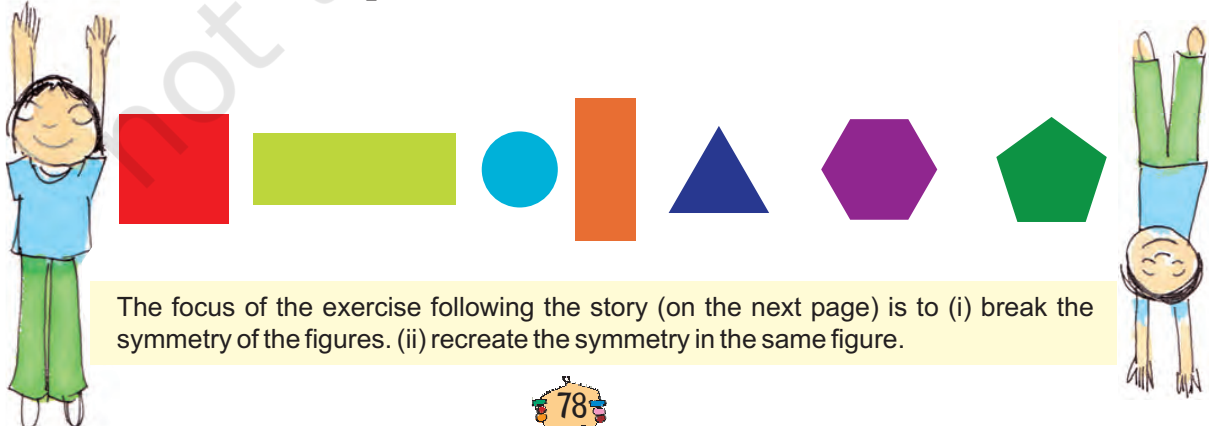 not
The focus of the exercise following the story (on the next page) is to (i) break the
symmetry of the figures. (ii) recreate the symmetry in the same figure.
78